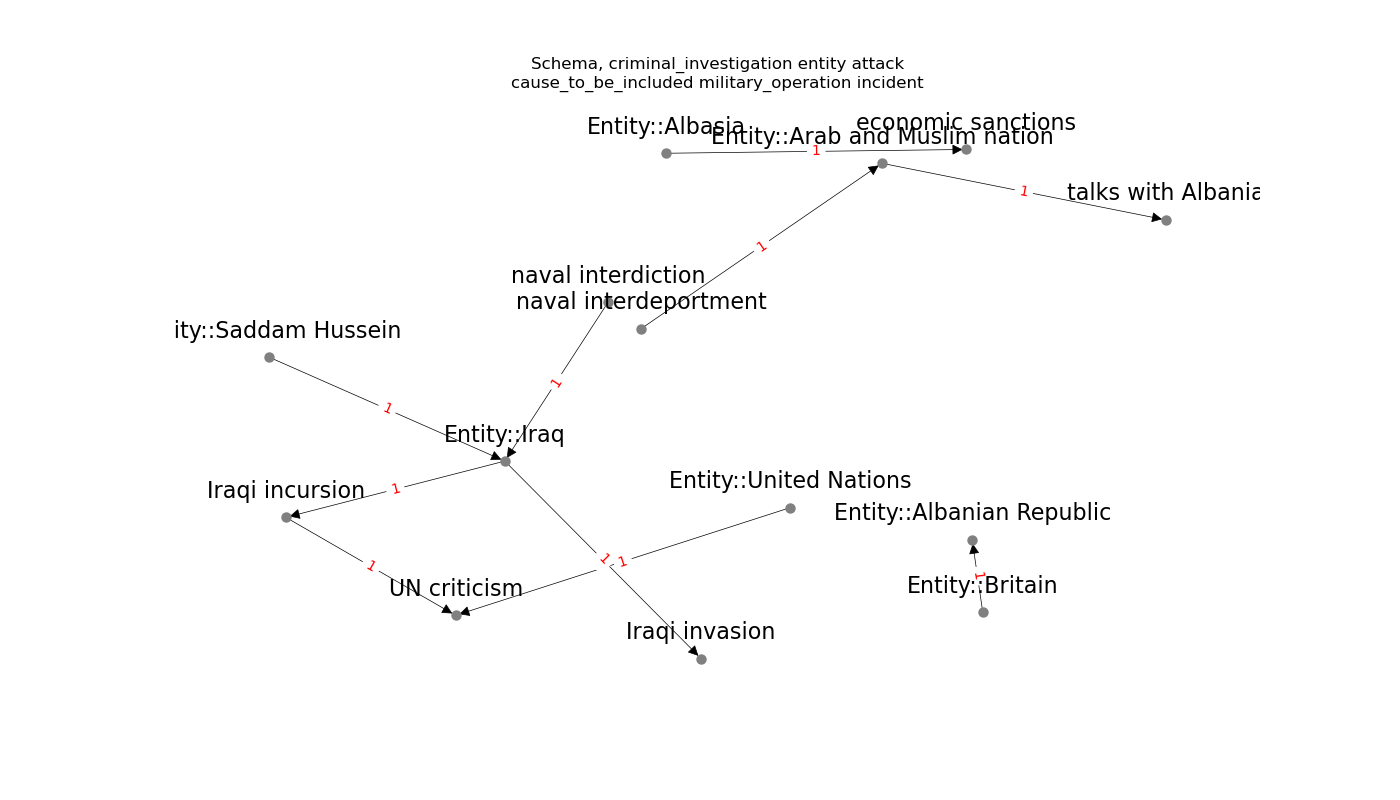 Schema, criminal_investigation entity attack
cause_to_be_included military_operation incident
economic sanctions
Entity::Albasia
Entity::Arab and Muslim nation
1
1
talks with Albania
1
naval interdiction
naval interdeportment
ity::Saddam Hussein
1
1
Entity::Iraq
Entity::United Nations
1
Iraqi incursion
Entity::Albanian Republic
1
1
1
1
Entity::Britain
UN criticism
Iraqi invasion